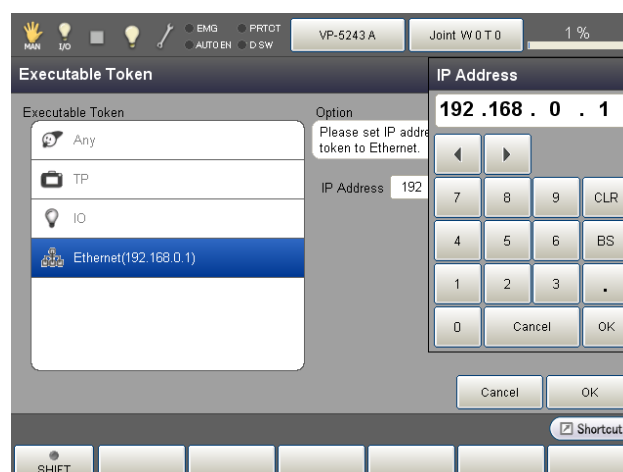 MAN I/O EMG PRTCT AUTO EN D SW VP-5243 A Joint W 0 T 0 1 %
Executable Token
IP Address
192 .168 . 0 . 1
Executable Token
Option
Any
Please set IP addre
token to Ethernet.
TP
IP Address 192
IO
Ethernet(192.168.0.1)
7 8 9 CLR
4 5 6 BS
1 2 3 .
0 Cancel OK
Cancel OK
Shortcut
SHIFT